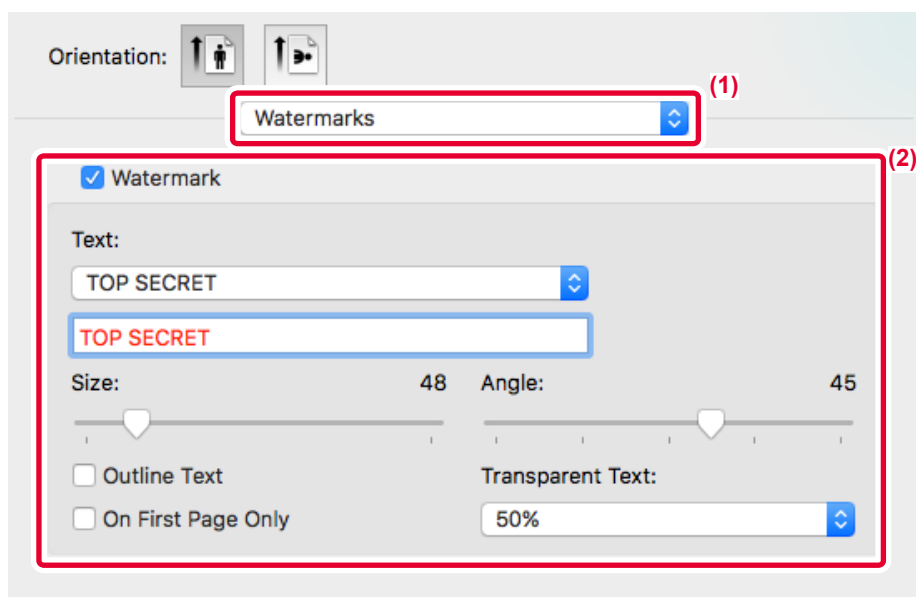 Orientation:
(1)
Watermarks
(2)
Watermark
Text:
TOP SECRET
TOP SECRET
Size: 48 Angle: 45
Outline Text Transparent Text:
On First Page Only 50%